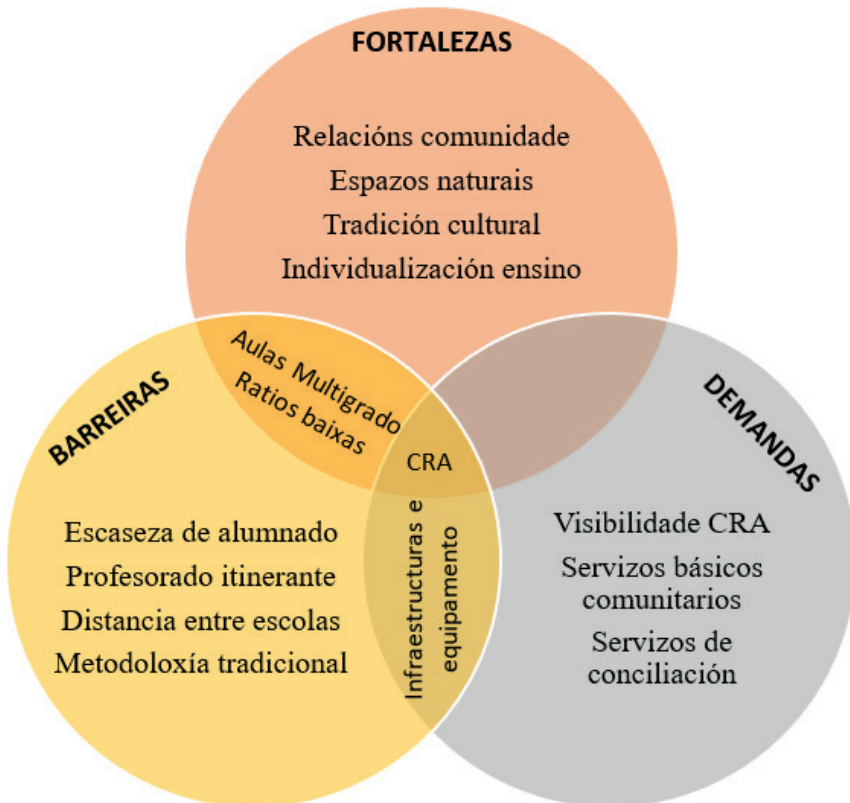 FORTALEZAS
Relacións comunidade
Espazos naturais
Tradición cultural
Individualización ensino
Aulas Multigrado
Ratios baixas
BARREIRAS
DEMANDAS
CRA
Escaseza de alumnado
Profesorado itinerante
Distancia entre escolas
Metodoloxía tradicional
Infraestructuras e
equipamento
Visibilidade CRA
Servizos básicos
comunitarios
Servizos de
conciliación